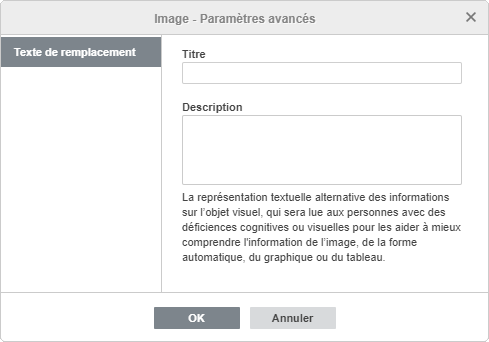 Image - Paramètres avancés
Texte de remplacement
Titre
Description
La représentation textuelle alternative des informations
sur l'objet visuel, qui sera lue aux personnes avec des
déficiences cognitives ou visuelles pour les aider à mieux
comprendre l'information de l'image, de la forme
automatique, du graphique ou du tableau.
OK
Annuler